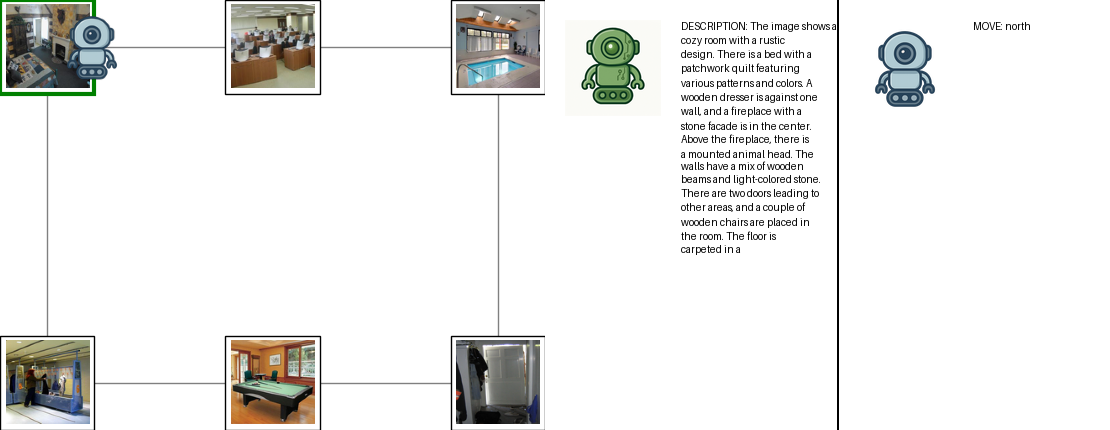 DESCRIPTION: The image shows a
cozy room with a rustic
design. There is a bed with a
patchwork quilt featuring
various patterns and colors. A
wooden dresser is against one
wall, and a fireplace with a
stone facade is in the center.
Above the fireplace, there is
a mounted animal head. The
walls have a mix of wooden
beams and light-colored stone.
There are two doors leading to
other areas, and a couple of
wooden chairs are placed in
the room. The floor is
carpeted in a
MOVE: north